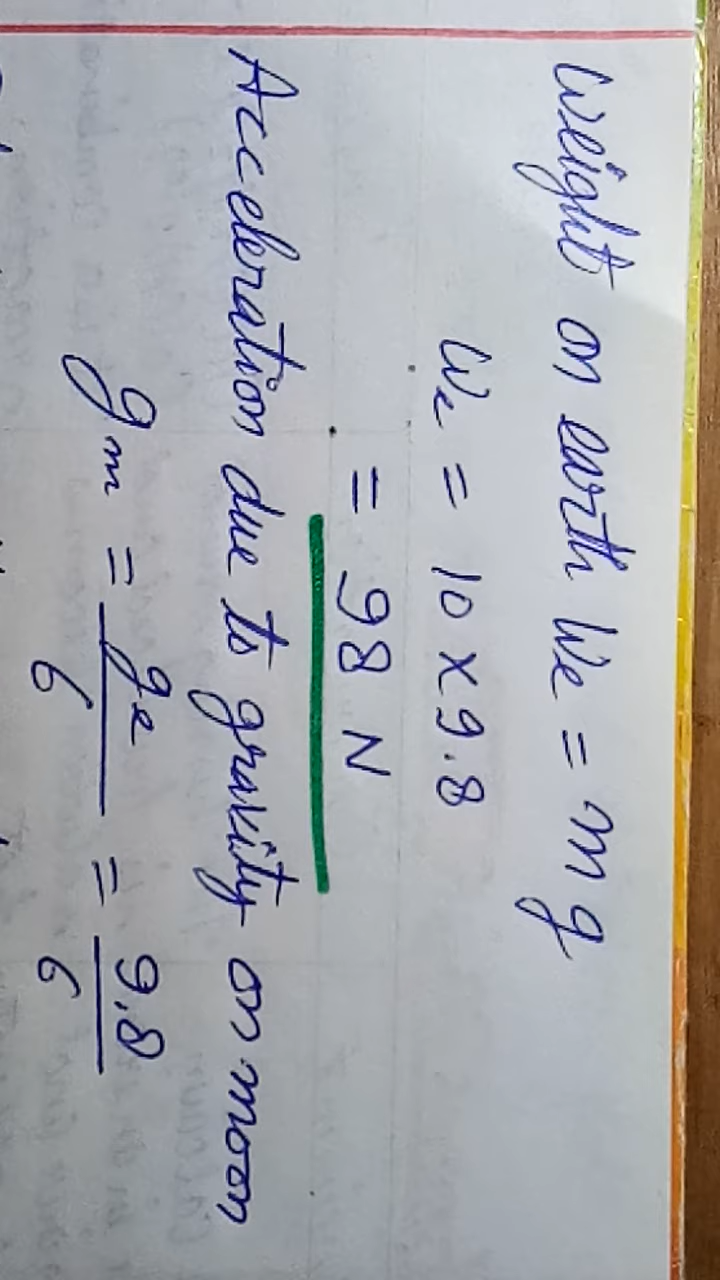 Weight on earth We = mg
We = 10 × 9.8
= 98 N
Acceleration due to gravity on moon
gm = ge/6 = 9.8/6